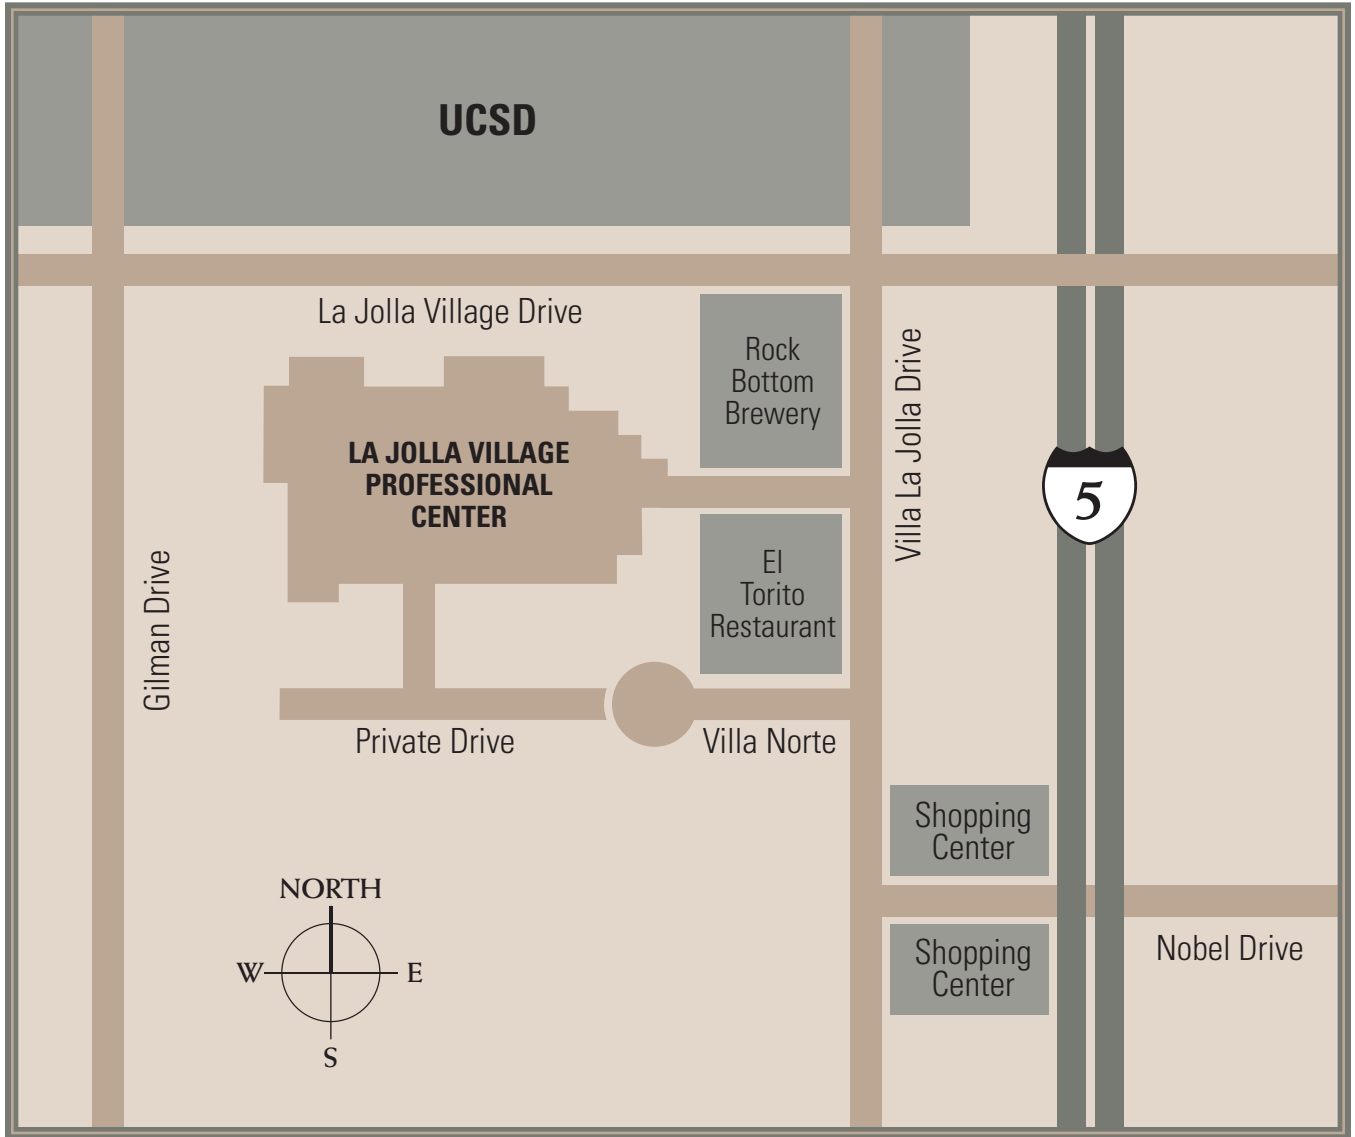 UCSD
La Jolla Village Drive
Rock
Bottom
Brewery
Villa La Jolla Drive
LA JOLLA VILLAGE
PROFESSIONAL
CENTER
5
El
Torito
Restaurant
Gilman Drive
Private Drive
Villa Norte
Shopping
Center
NORTH
W
E
S
Shopping
Center
Nobel Drive